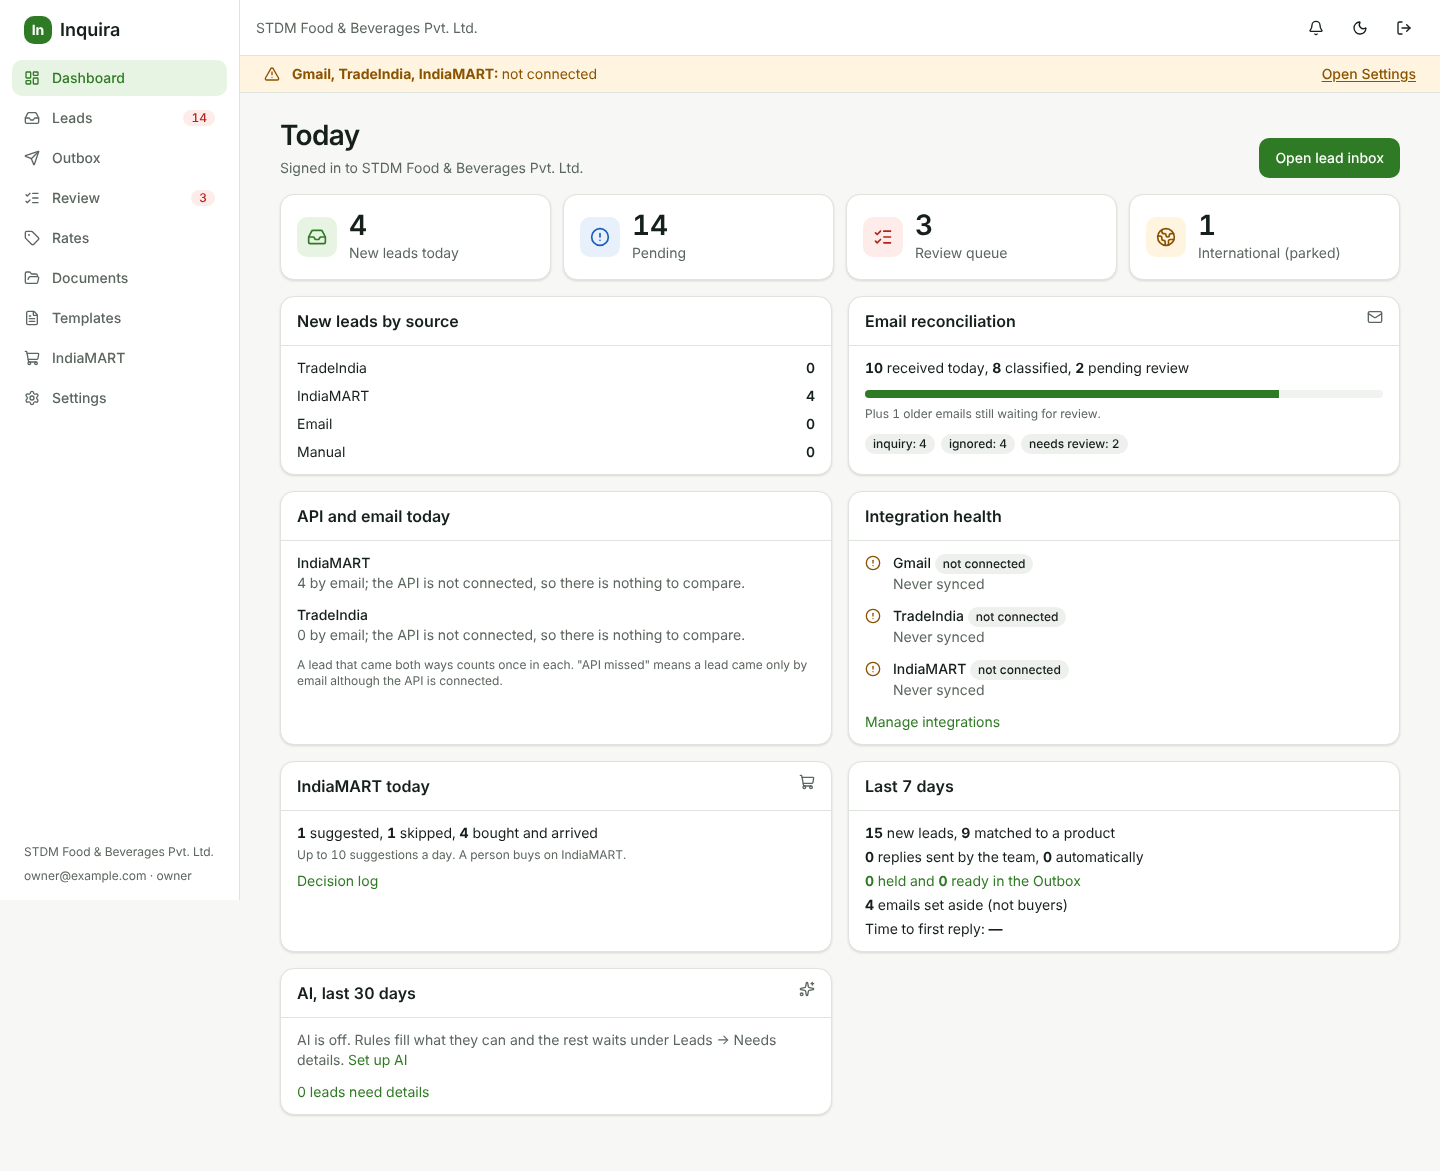 In Inquira
Dashboard
Leads 14
Outbox
Review 3
Rates
Documents
Templates
IndiaMART
Settings
STDM Food & Beverages Pvt. Ltd.
owner@example.com · owner
STDM Food & Beverages Pvt. Ltd.
Gmail, TradeIndia, IndiaMART: not connected
Open Settings
Today
Signed in to STDM Food & Beverages Pvt. Ltd.
Open lead inbox
4
New leads today
14
Pending
3
Review queue
1
International (parked)
New leads by source
TradeIndia 0
IndiaMART 4
Email 0
Manual 0
Email reconciliation
10 received today, 8 classified, 2 pending review
Plus 1 older emails still waiting for review.
inquiry: 4 ignored: 4 needs review: 2
API and email today
IndiaMART
4 by email; the API is not connected, so there is nothing to compare.
TradeIndia
0 by email; the API is not connected, so there is nothing to compare.
A lead that came both ways counts once in each. "API missed" means a lead came only by
email although the API is connected.
Integration health
Gmail not connected
Never synced
TradeIndia not connected
Never synced
IndiaMART not connected
Never synced
Manage integrations
IndiaMART today
1 suggested, 1 skipped, 4 bought and arrived
Up to 10 suggestions a day. A person buys on IndiaMART.
Decision log
Last 7 days
15 new leads, 9 matched to a product
0 replies sent by the team, 0 automatically
0 held and 0 ready in the Outbox
4 emails set aside (not buyers)
Time to first reply: —
AI, last 30 days
AI is off. Rules fill what they can and the rest waits under Leads → Needs
details. Set up AI
0 leads need details